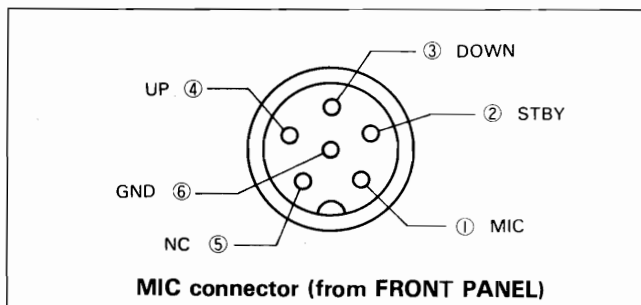 ③ DOWN
UP ④
② STBY
GND ⑥
NC ⑤
① MIC
MIC connector (from FRONT PANEL)